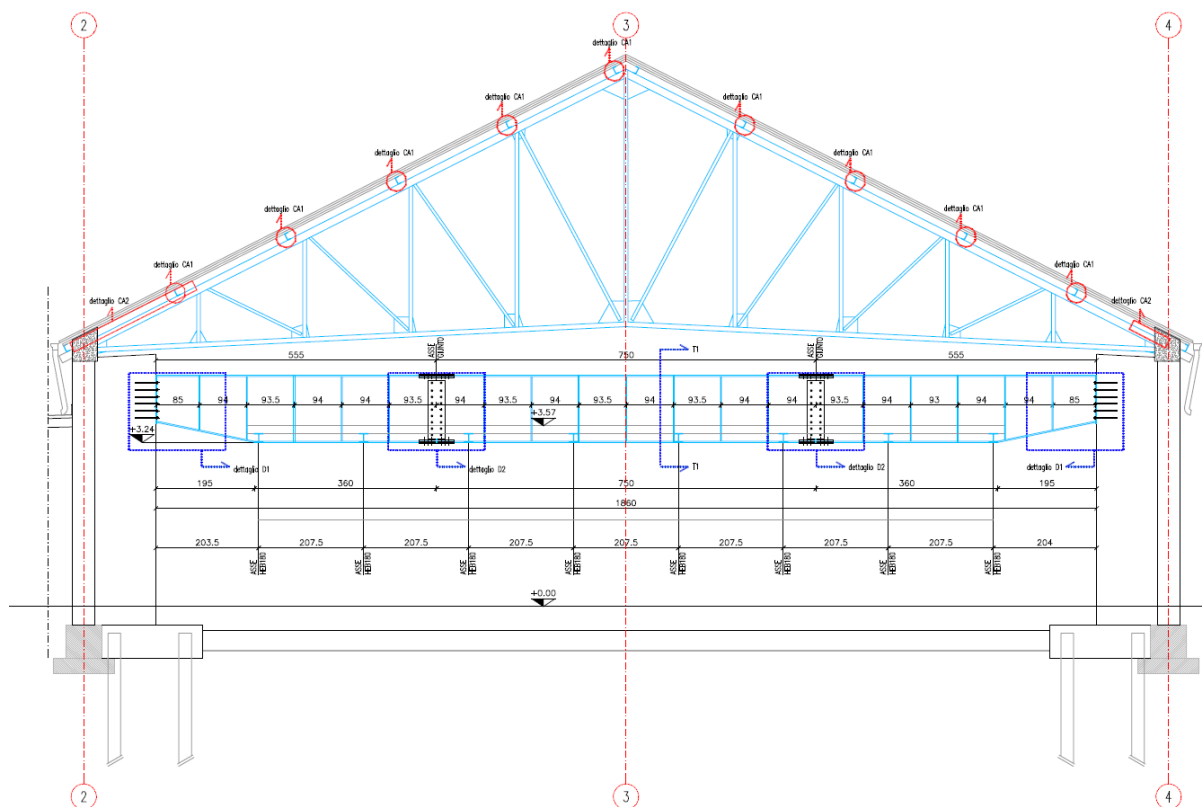 2
3
4
dettaglio CA1
dettaglio CA1
dettaglio CA1
dettaglio CA1
dettaglio CA1
dettaglio CA1
dettaglio CA1
dettaglio CA1
dettaglio CA1
dettaglio CA2
dettaglio CA2
555
ASSE
GIUNTO
750
T1
ASSE
GIUNTO
555
85
94
93.5
94
94
93.5
94
93.5
94
93.5
94
93.5
94
94
93.5
94
93
94
94
85
+3.57
+3.24
dettaglio D1
dettaglio D2
T1
dettaglio D2
dettaglio D1
195
360
750
360
195
1860
203.5
207.5
207.5
207.5
207.5
207.5
207.5
207.5
204
ASSE
HEB180
ASSE
HEB180
ASSE
HEB180
ASSE
HEB180
ASSE
HEB180
ASSE
HEB180
ASSE
HEB180
ASSE
HEB180
+0.00
2
3
4